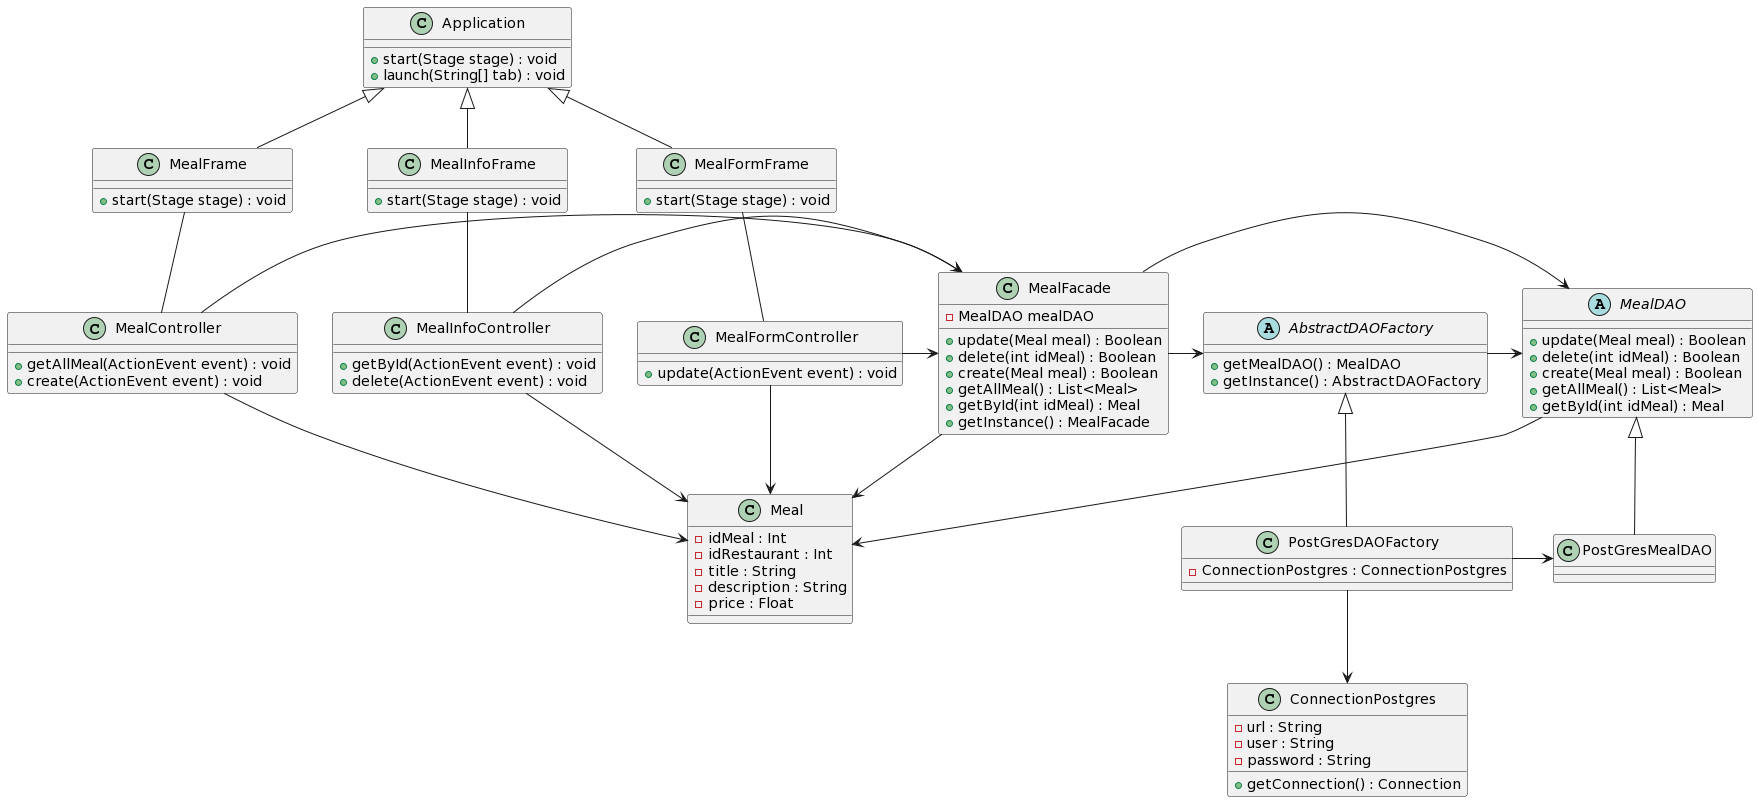 C Application
start(Stage stage) : void
launch(String[] tab) : void
C MealFrame
start(Stage stage) : void
C MealInfoFrame
start(Stage stage) : void
C MealFormFrame
start(Stage stage) : void
C MealController
getAllMeal(ActionEvent event) : void
create(ActionEvent event) : void
C MealInfoController
getById(ActionEvent event) : void
delete(ActionEvent event) : void
C MealFormController
update(ActionEvent event) : void
C MealFacade
MealDAO mealDAO
update(Meal meal) : Boolean
delete(int idMeal) : Boolean
create(Meal meal) : Boolean
getAllMeal() : List<Meal>
getById(int idMeal) : Meal
getInstance() : MealFacade
A AbstractDAOFactory
getMealDAO() : MealDAO
getInstance() : AbstractDAOFactory
A MealDAO
update(Meal meal) : Boolean
delete(int idMeal) : Boolean
create(Meal meal) : Boolean
getAllMeal() : List<Meal>
getById(int idMeal) : Meal
C Meal
idMeal : Int
idRestaurant : Int
title : String
description : String
price : Float
C PostGresDAOFactory
ConnectionPostgres : ConnectionPostgres
C PostGresMealDAO
C ConnectionPostgres
url : String
user : String
password : String
getConnection() : Connection